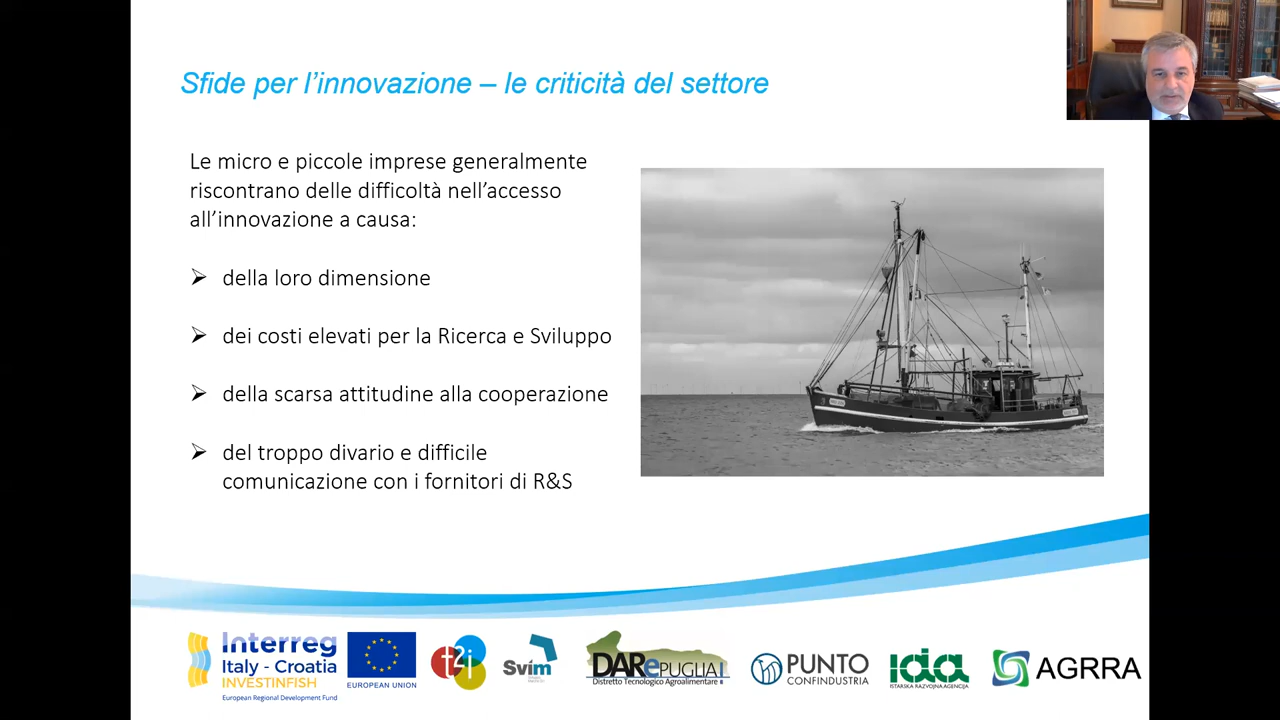 Sfide per l’innovazione – le criticità del settore
Le micro e piccole imprese generalmente
riscontrano delle difficoltà nell’accesso
all’innovazione a causa:
➢ della loro dimensione
➢ dei costi elevati per la Ricerca e Sviluppo
➢ della scarsa attitudine alla cooperazione
➢ del troppo divario e difficile
comunicazione con i fornitori di R&S
Interreg
Italy - Croatia
INVESTINFISH
European Regional Development Fund
EUROPEAN UNION
t2i
Svim
DARePUGLIA
Distretto Tecnologico Agroalimentare
PUNTO
CONFINDUSTRIA
ida
ISTARSKA RAZVOJNA AGENCIJA
AGRRA